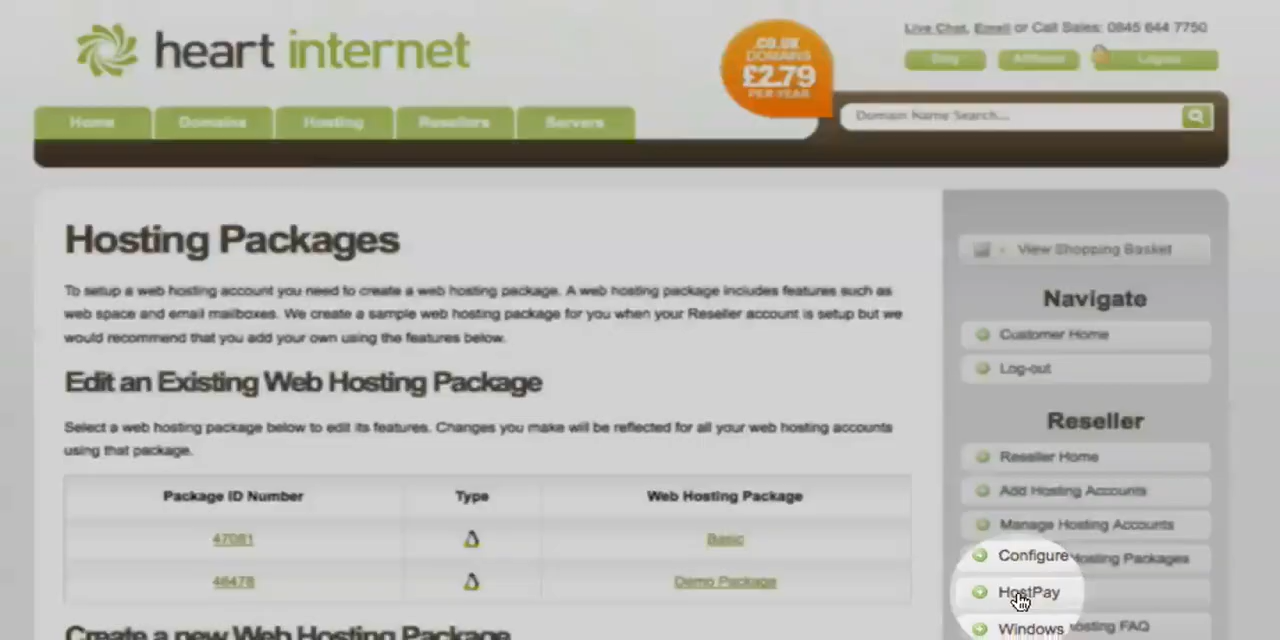 heart internet
.CO.UK
DOMAINS
£2.79
PER YEAR
Live Chat, Email or Call Sales: 0845 644 7750
Blog
Affiliates
Logout
Home
Domains
Hosting
Resellers
Servers
Domain Name Search...
Hosting Packages
To setup a web hosting account you need to create a web hosting package. A web hosting package includes features such as
web space and email mailboxes. We create a sample web hosting package for you when your Reseller account is setup but we
would recommend that you add your own using the features below.
Edit an Existing Web Hosting Package
Select a web hosting package below to edit its features. Changes you make will be reflected for all your web hosting accounts
using that package.
Package ID Number
Type
Web Hosting Package
47081
Basic
46478
Demo Package
Create a new Web Hosting Package
View Shopping Basket
Navigate
Customer Home
Log-out
Reseller
Reseller Home
Add Hosting Accounts
Manage Hosting Accounts
Configure Hosting Packages
HostPay
Windows Hosting FAQ